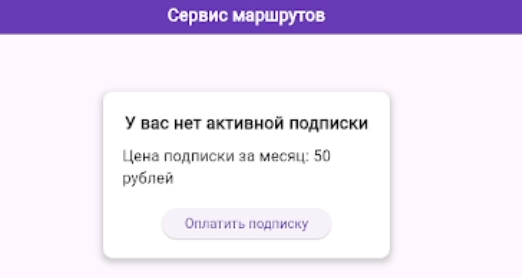 Сервис маршрутов
У вас нет активной подписки
Цена подписки за месяц: 50
рублей
Оплатить подписку